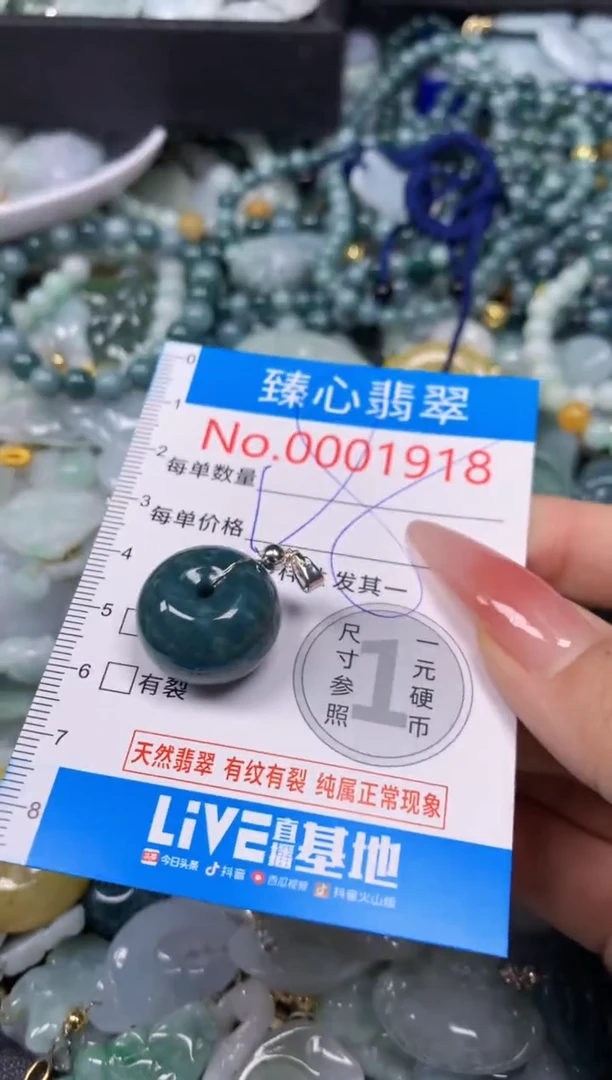 0
1
2
3
4
5
6
7
8
臻心翡翠
No.0001918
每单数量
每单价格
发其一
有裂
尺寸参照
1
一元硬币
天然翡翠 有纹有裂 纯属正常现象
LiVE直播基地
今日头条 抖音 西瓜视频 抖音火山版